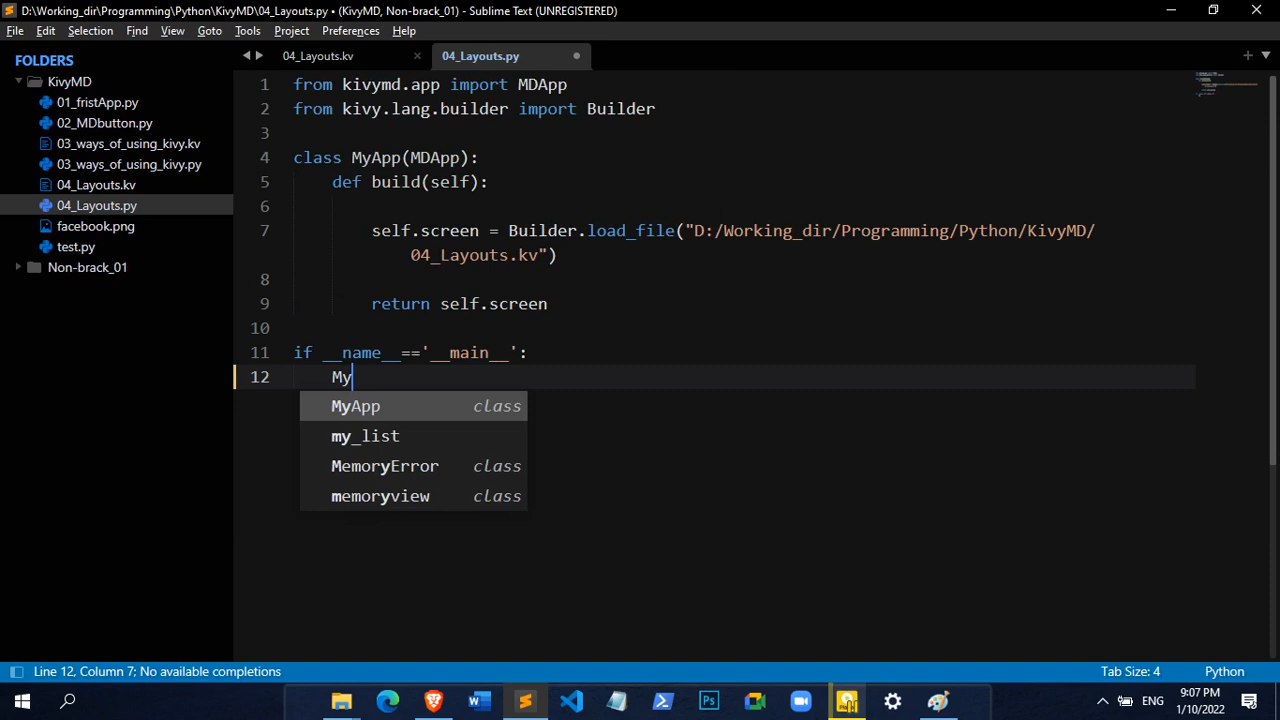 D:\Working_dir\Programming\Python\KivyMD\04_Layouts.py • (KivyMD, Non-brack_01) - Sublime Text (UNREGISTERED)
File Edit Selection Find View Goto Tools Project Preferences Help
FOLDERS
KivyMD
01_fristApp.py
02_MDbutton.py
03_ways_of_using_kivy.kv
03_ways_of_using_kivy.py
04_Layouts.kv
04_Layouts.py
facebook.png
test.py
Non-brack_01
04_Layouts.kv 04_Layouts.py
1 from kivymd.app import MDApp
2 from kivy.lang.builder import Builder
3
4 class MyApp(MDApp):
5 def build(self):
6
7 self.screen = Builder.load_file("D:/Working_dir/Programming/Python/KivyMD/
04_Layouts.kv")
8
9 return self.screen
10
11 if __name__=='__main__':
12 My
MyApp class
my_list
MemoryError class
memoryview class
Line 12, Column 7; No available completions Tab Size: 4 Python
ENG 9:07 PM
1/10/2022